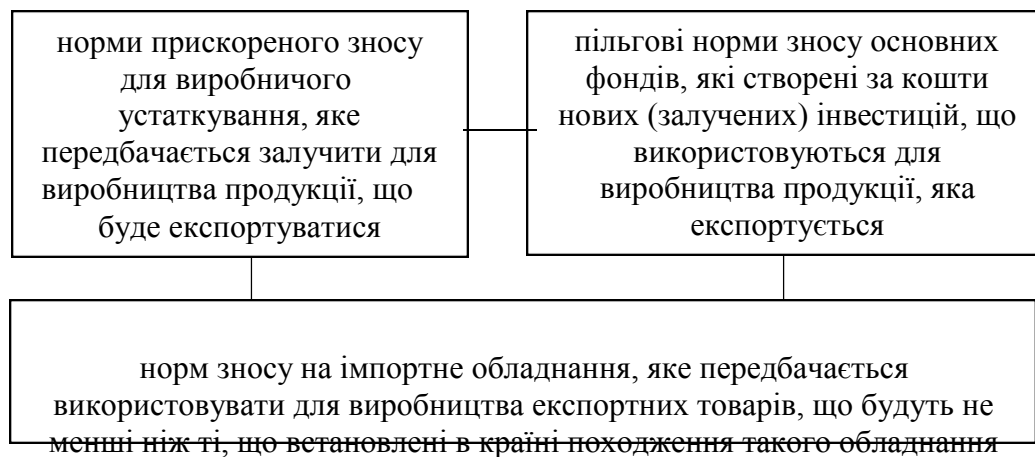 норми прискореного зносу
для виробничого
устаткування, яке
передбачається залучити для
виробництва продукції, що
буде експортуватися
пільгові норми зносу основних
фондів, які створені за кошти
нових (залучених) інвестицій, що
використовуються для
виробництва продукції, яка
експортується
норм зносу на імпортне обладнання, яке передбачається
використовувати для виробництва експортних товарів, що будуть не
менші ніж ті, що встановлені в країні походження такого обладнання